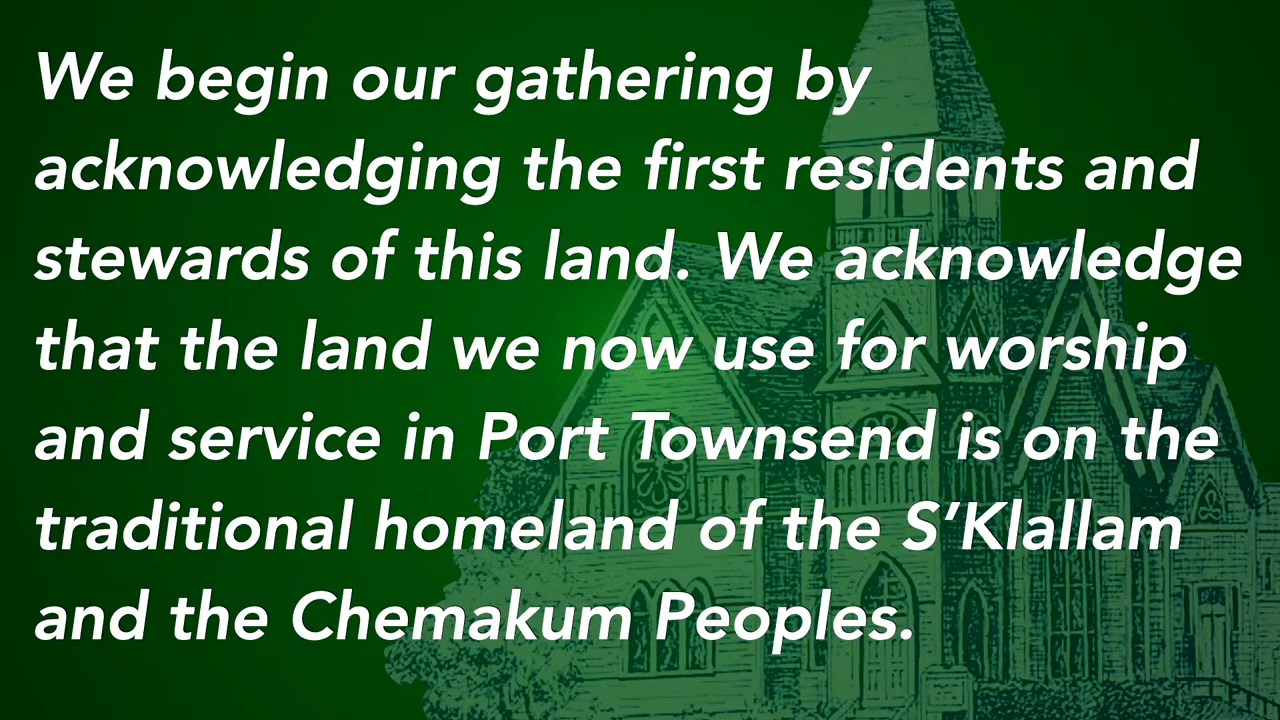 We begin our gathering by
acknowledging the first residents and
stewards of this land. We acknowledge
that the land we now use for worship
and service in Port Townsend is on the
traditional homeland of the S’Klallam
and the Chemakum Peoples.